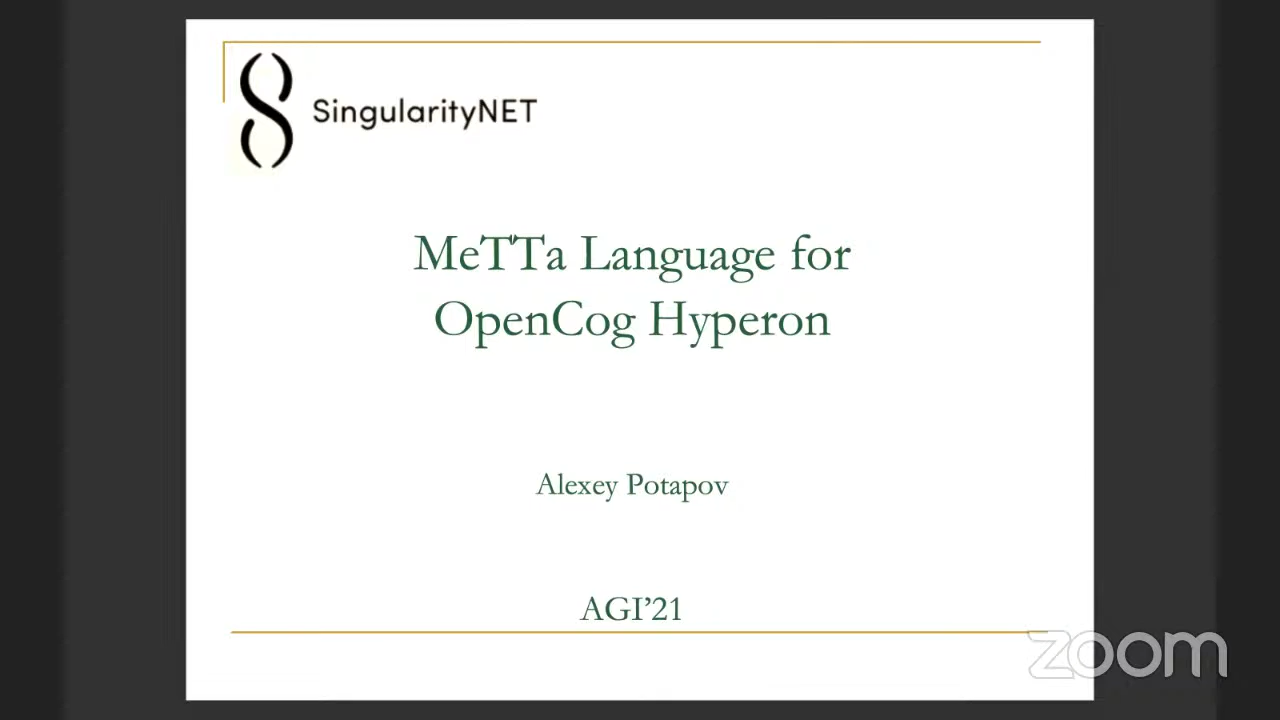 SingularityNET
MeTTa Language for
OpenCog Hyperon
Alexey Potapov
AGI’21
zoom